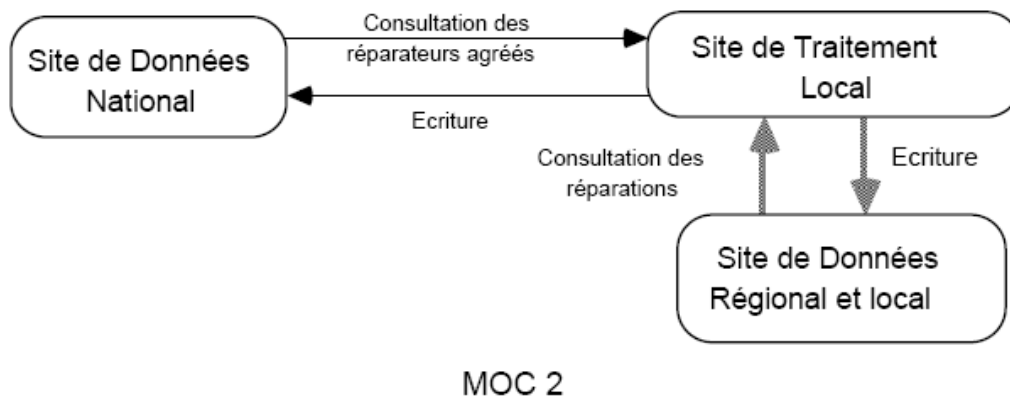 Consultation des
réparateurs agréés
Site de Données
National
Site de Traitement
Local
Ecriture
Consultation des
réparations
Ecriture
Site de Données
Régional et local
MOC 2